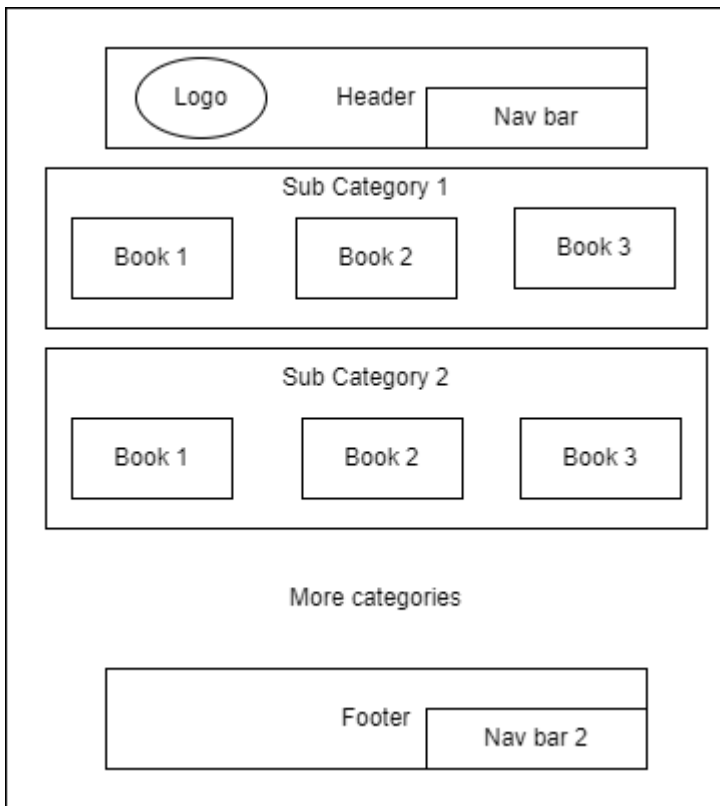 Logo
Header
Nav bar
Sub Category 1
Book 1
Book 2
Book 3
Sub Category 2
Book 1
Book 2
Book 3
More categories
Footer
Nav bar 2